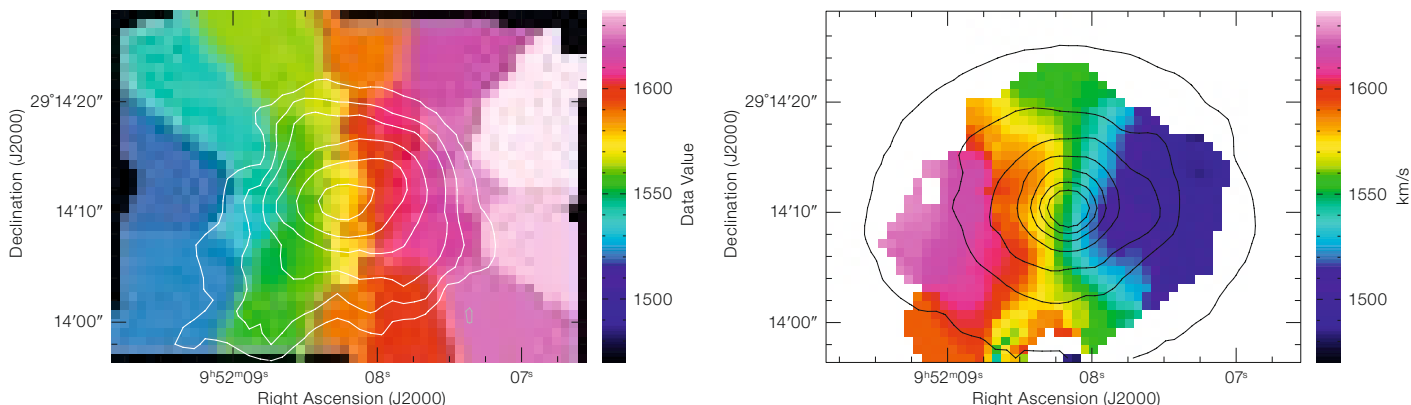 29°14′20″
14′10″
14′00″
Declination (J2000)
9ʰ52ᵐ09ˢ
08ˢ
07ˢ
Right Ascension (J2000)
1600
1550
1500
Data Value
29°14′20″
14′10″
14′00″
Declination (J2000)
9ʰ52ᵐ09ˢ
08ˢ
07ˢ
Right Ascension (J2000)
1600
1550
1500
km/s